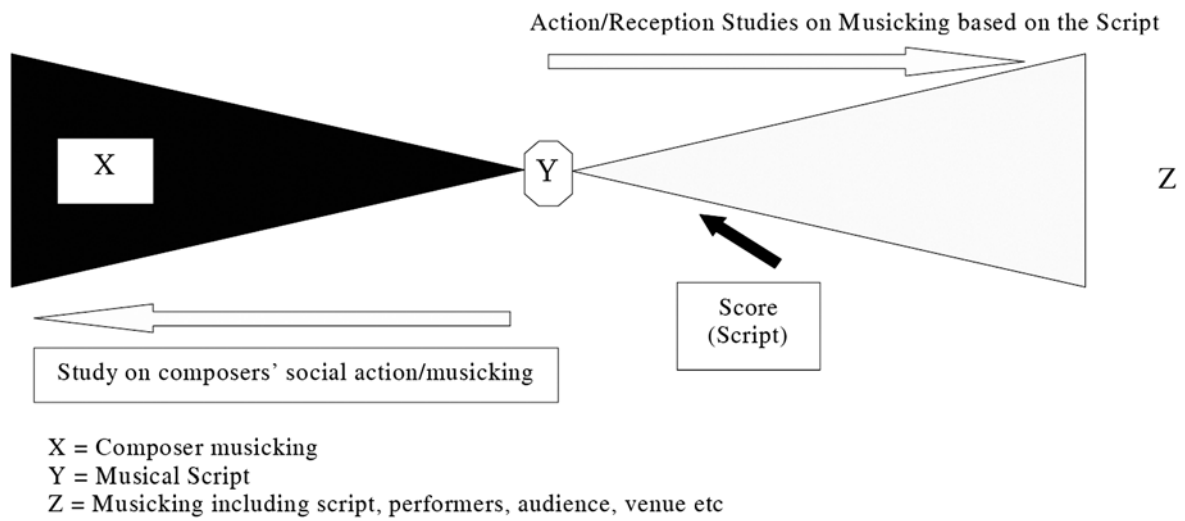 Action/Reception Studies on Musicking based on the Script
X
Y
Z
Score
(Script)
Study on composers’ social action/musicking
X = Composer musicking
Y = Musical Script
Z = Musicking including script, performers, audience, venue etc